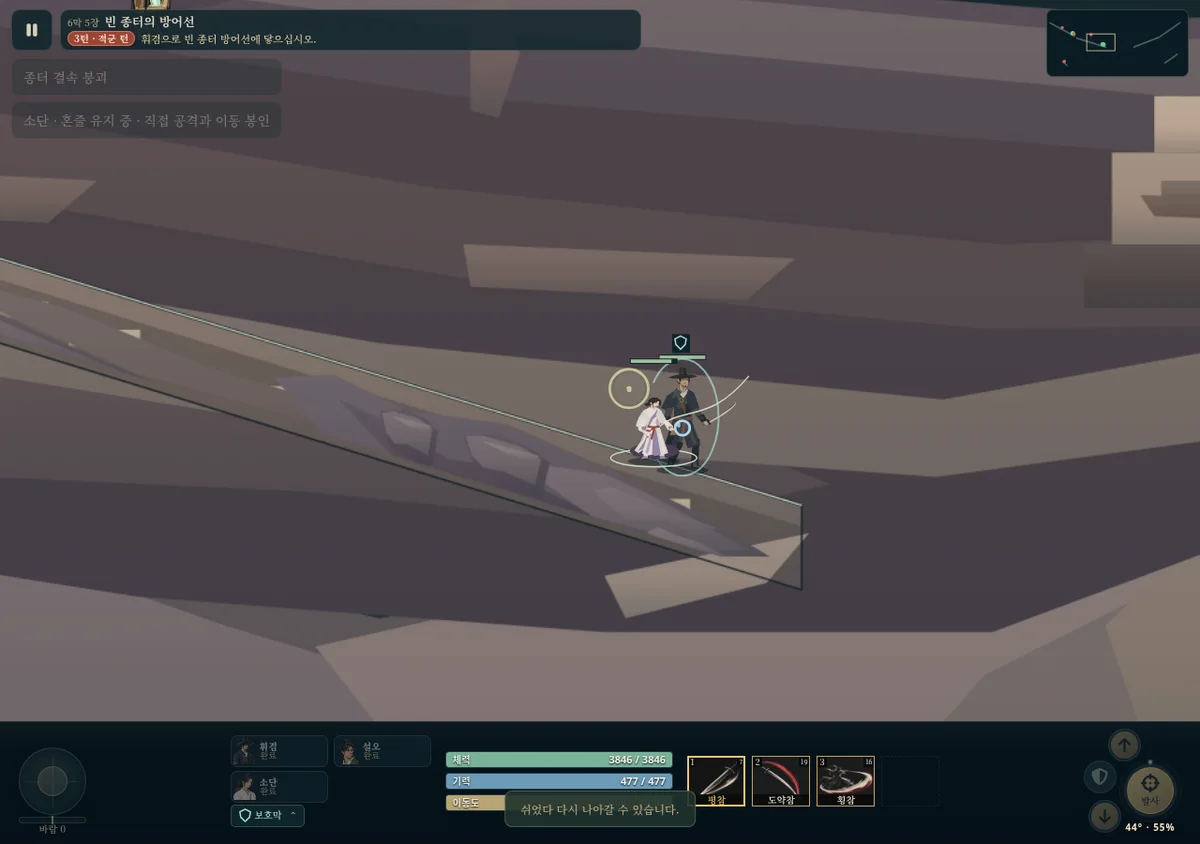 6막 5장 빈 종터의 방어선
3턴 · 적군 턴 휘겸으로 빈 종터 방어선에 닿으십시오.
종터 결속 붕괴
소단 · 혼줄 유지 중 · 직접 공격과 이동 봉인
휘겸
완료
설오
완료
소단
완료
보호막
체력 3846 / 3846
기력 477 / 477
이동도
쉬었다 다시 나아갈 수 있습니다.
1 7 핏참
2 19 도약참
3 16 횡참
발사
44° · 55%
바람 0